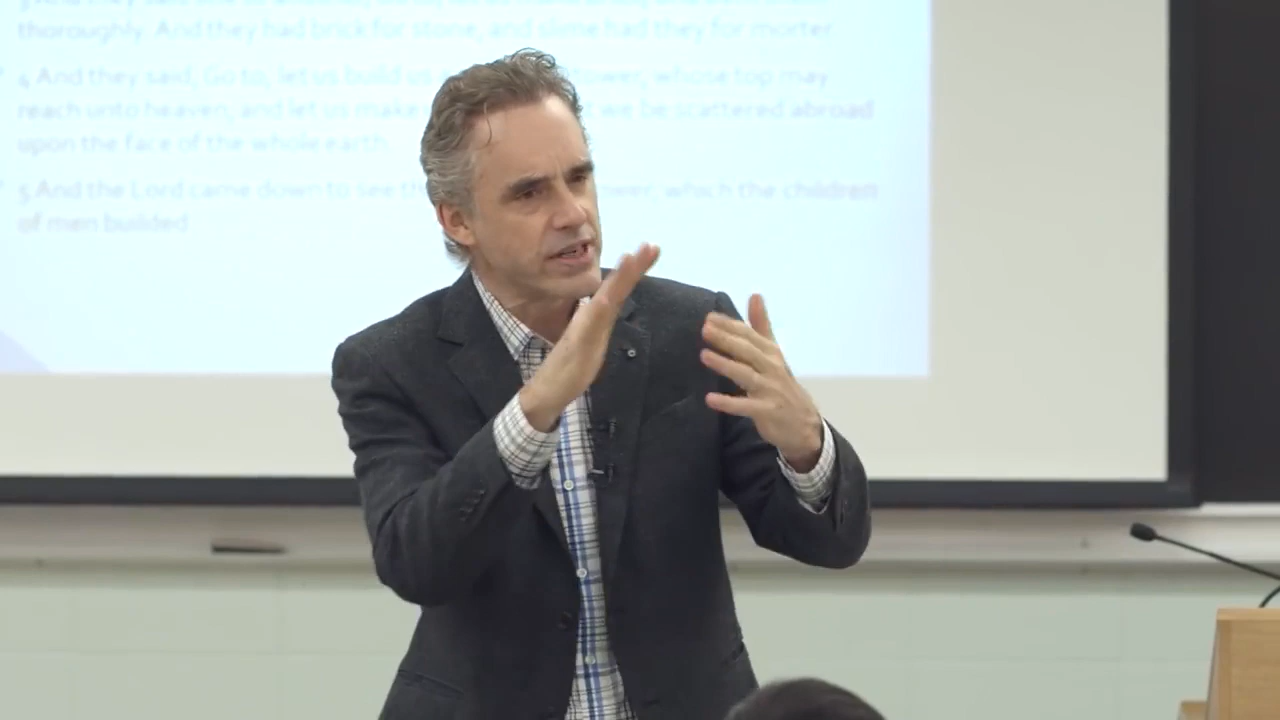 thoroughly. And they had brick for stone, and slime had they for morter
4 And they said, Go to, let us build us a tower, whose top may
reach unto heaven; and let us make we be scattered abroad
upon the face of the whole earth
5 And the Lord came down to see which the children
of men builded